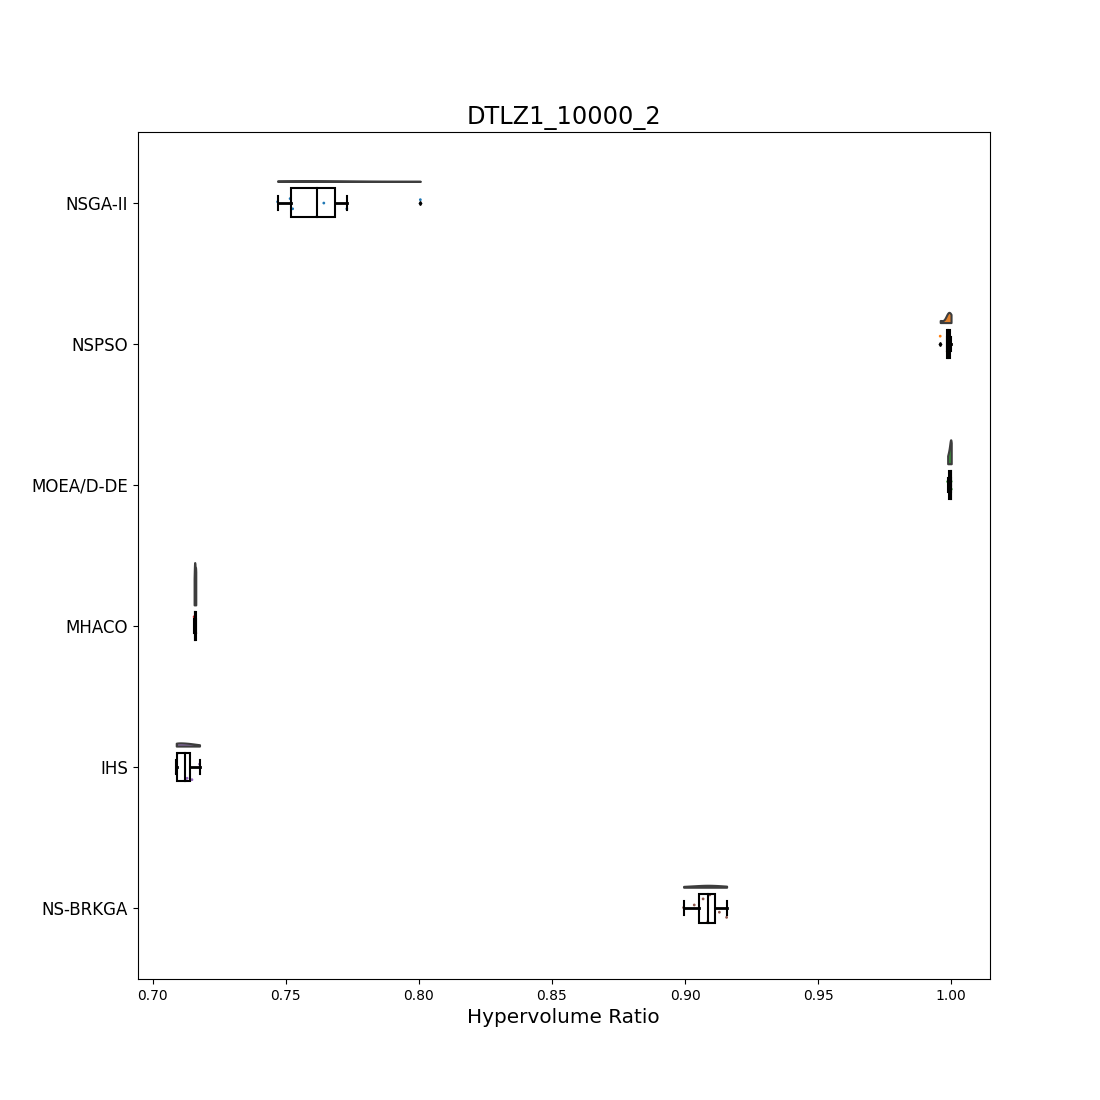 DTLZ1_10000_2
NSGA-II
NSPSO
MOEA/D-DE
MHACO
IHS
NS-BRKGA
0.70 0.75 0.80 0.85 0.90 0.95 1.00
Hypervolume Ratio